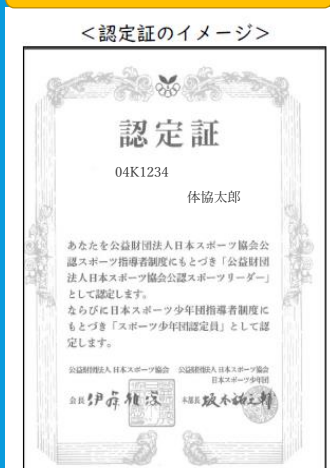 <認定証のイメージ>
認定証
04K1234
体協太郎
あなたを公益財団法人日本スポーツ協会公
認スポーツ指導者制度にもとづき「公益財団
法人日本スポーツ協会公認スポーツリーダー」
として認定します。
ならびに日本スポーツ少年団指導者制度に
もとづき「スポーツ少年団認定員」として認
定します。
公益財団法人 日本スポーツ協会
公益財団法人 日本スポーツ協会
日本スポーツ少年団
会長 伊藤雅俊
本部長